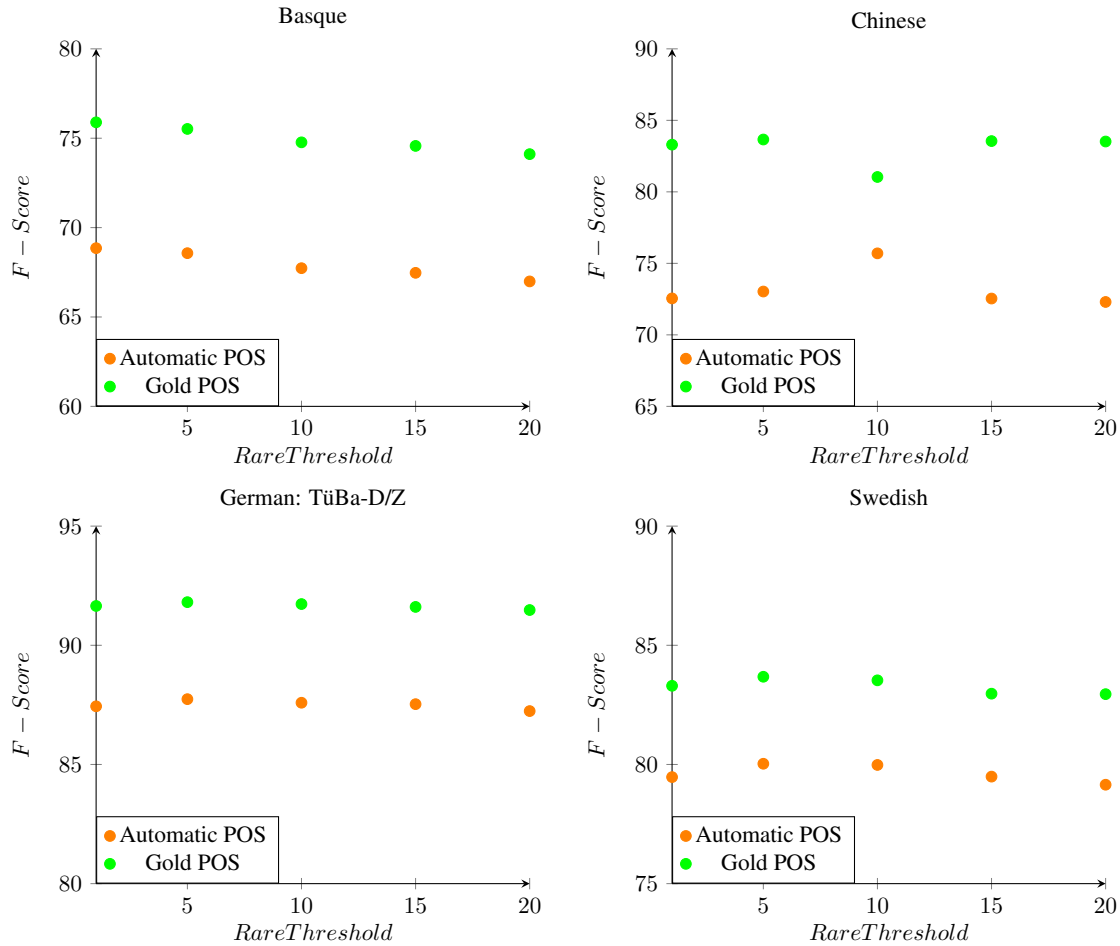 Basque
80
75
70
65
60
F − Score
Automatic POS
Gold POS
5 10 15 20
RareThreshold
Chinese
90
85
80
75
70
65
F − Score
Automatic POS
Gold POS
5 10 15 20
RareThreshold
German: TüBa-D/Z
95
90
85
80
F − Score
Automatic POS
Gold POS
5 10 15 20
RareThreshold
Swedish
90
85
80
75
F − Score
Automatic POS
Gold POS
5 10 15 20
RareThreshold